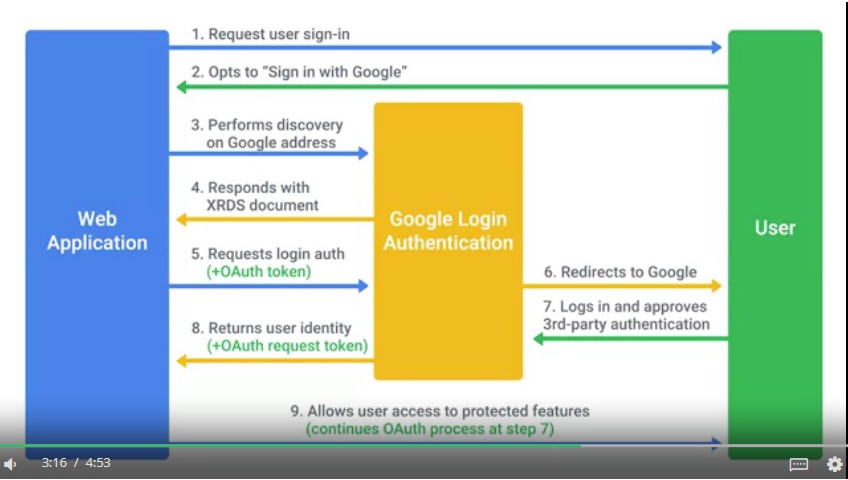 1. Request user sign-in
2. Opts to “Sign in with Google”
3. Performs discovery
on Google address
4. Responds with
XRDS document
Web
Application
Google Login
Authentication
User
5. Requests login auth
(+OAuth token)
6. Redirects to Google
7. Logs in and approves
3rd-party authentication
8. Returns user identity
(+OAuth request token)
9. Allows user access to protected features
(continues OAuth process at step 7)
3:16 / 4:53